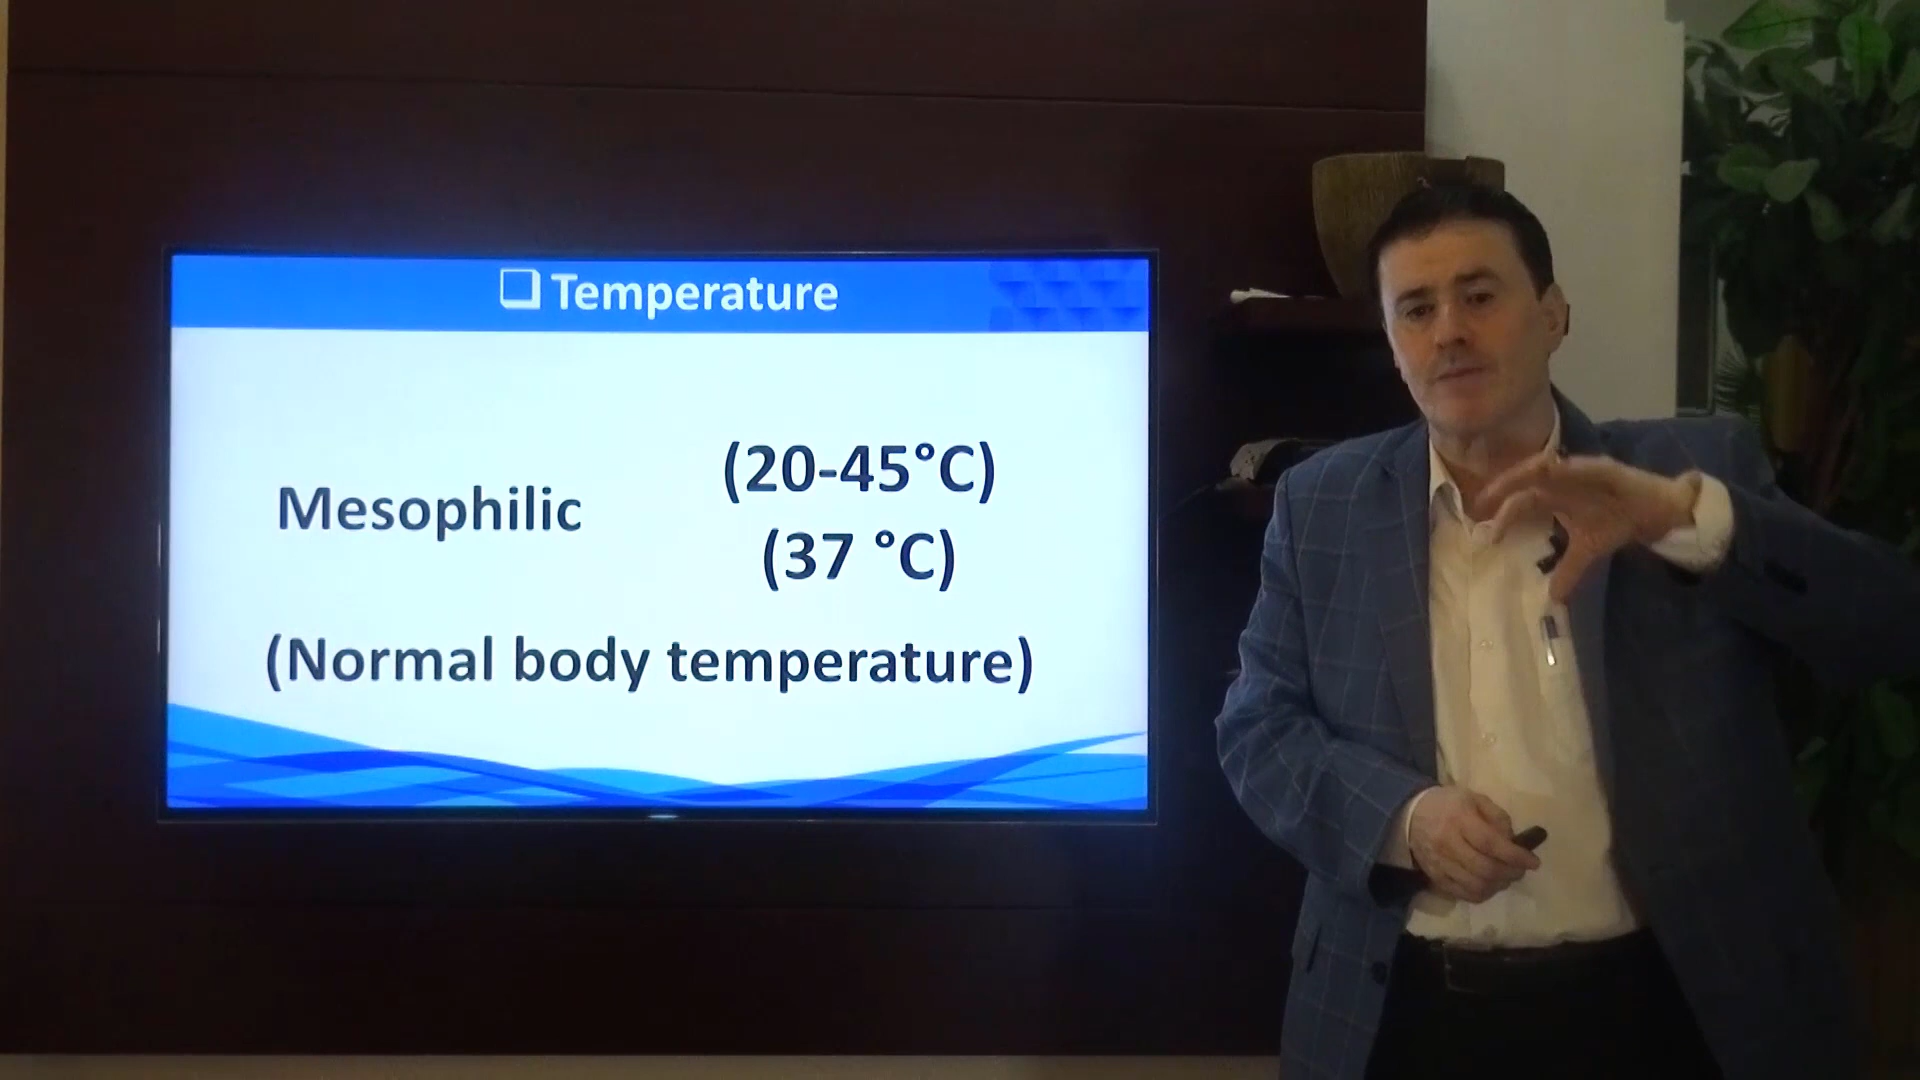 ❑ Temperature
Mesophilic
(20-45°C)
(37 °C)
(Normal body temperature)